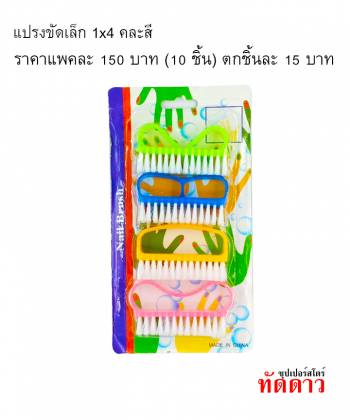 แปรงขัดเล็ก 1x4 คละสี
ราคาแพคละ 150 บาท (10 ชิ้น) ตกชิ้นละ 15 บาท
Nail Brush
MADE IN CHINA
ซุปเปอร์สโตร์
ทัดดาว